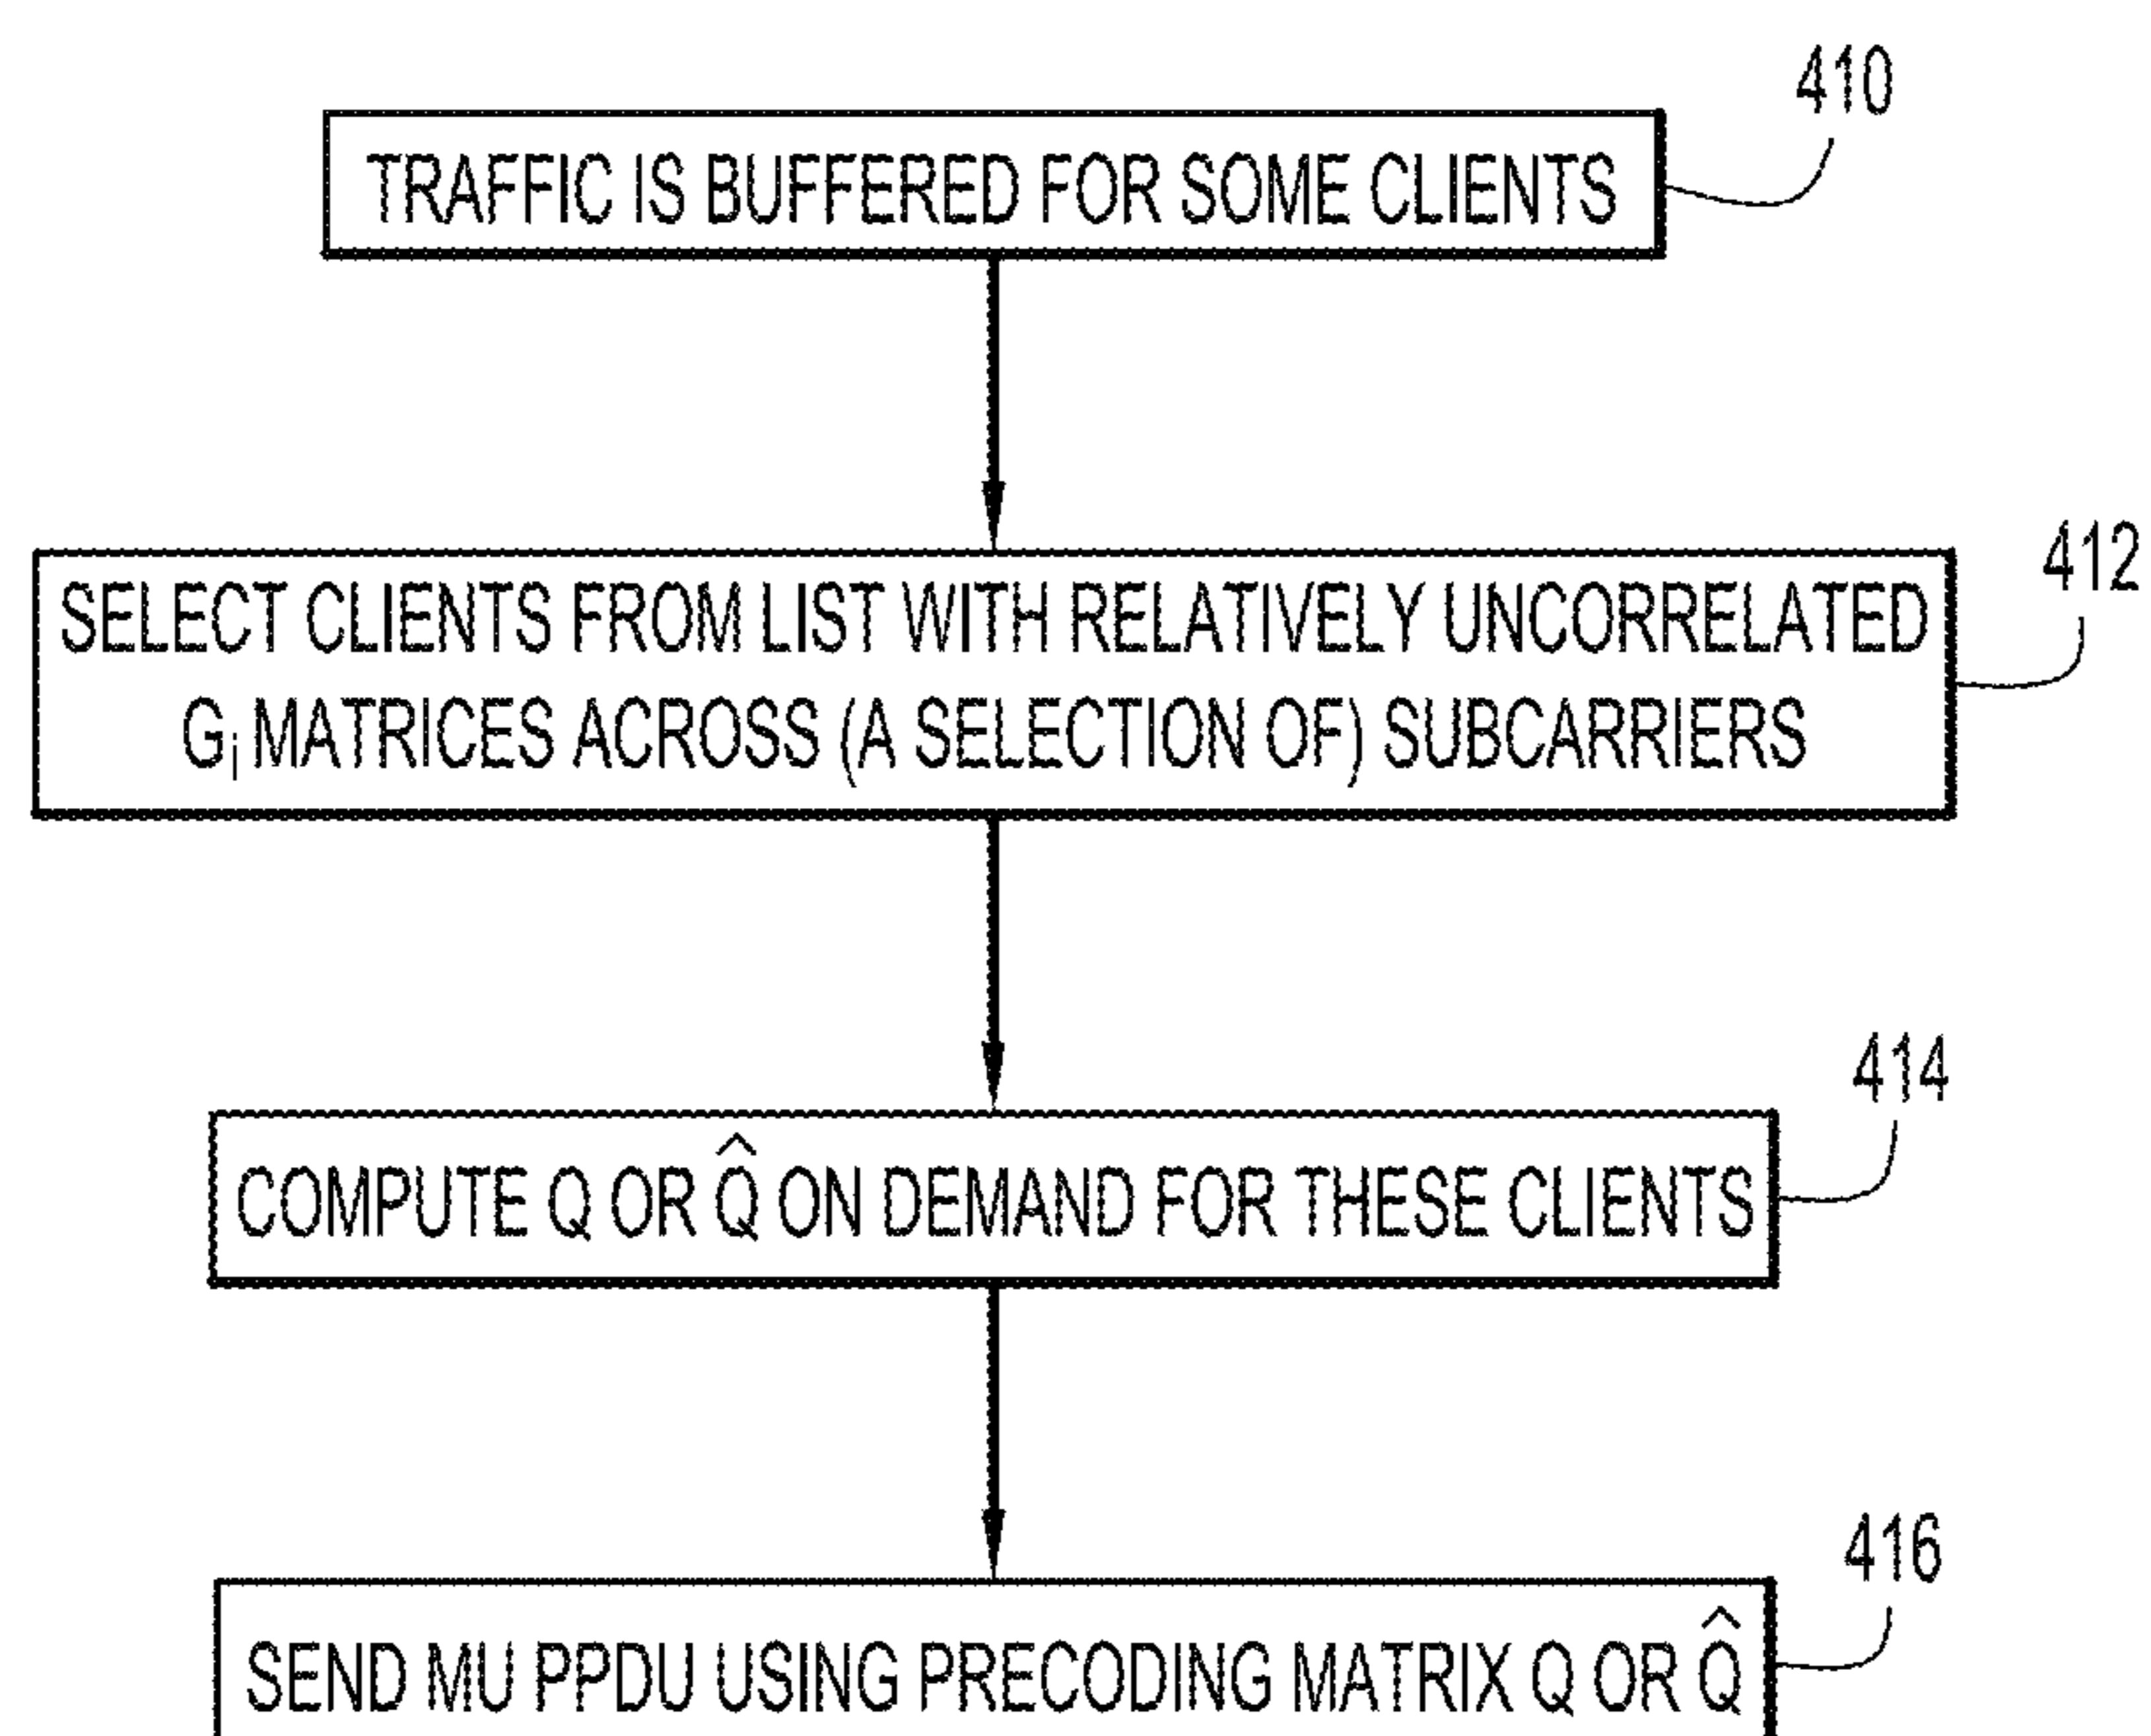 410
TRAFFIC IS BUFFERED FOR SOME CLIENTS
412
SELECT CLIENTS FROM LIST WITH RELATIVELY UNCORRELATED
Gᵢ MATRICES ACROSS (A SELECTION OF) SUBCARRIERS
414
COMPUTE Q OR Q̂ ON DEMAND FOR THESE CLIENTS
416
SEND MU PPDU USING PRECODING MATRIX Q OR Q̂